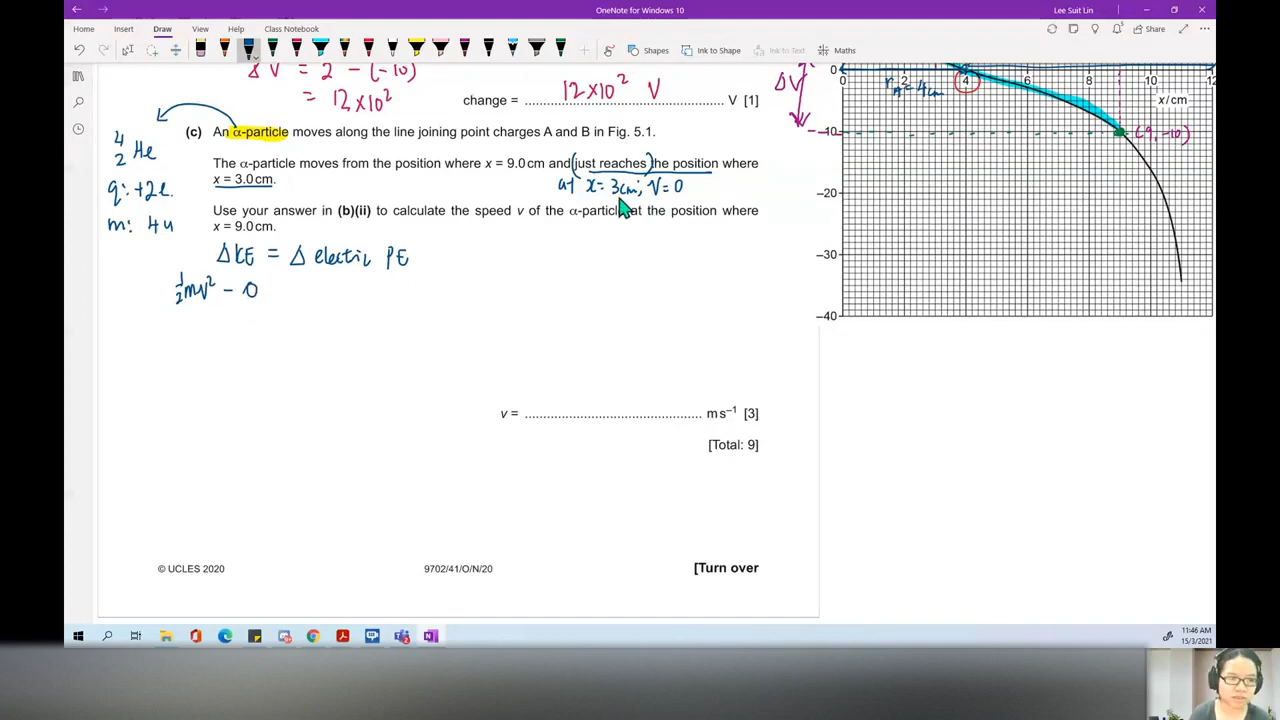 OneNote for Windows 10
Lee Suit Lin
Home Insert Draw View Help Class Notebook
Share
Shapes Ink to Shape Ink to Text Maths
Δ V = 2 - (-10)
= 12×10²
change = 12×10² V V [1]
(c) An α-particle moves along the line joining point charges A and B in Fig. 5.1.
4
2 He
The α-particle moves from the position where x = 9.0 cm and just reaches the position where
x = 3.0 cm.
at x = 3cm; v = 0
q: +2e.
m: 4u
Use your answer in (b)(ii) to calculate the speed v of the α-particle at the position where
x = 9.0 cm.
ΔKE = Δ electric PE
½mv² - 0
v = ms⁻¹ [3]
[Total: 9]
© UCLES 2020 9702/41/O/N/20 [Turn over
ΔV
0
2 4 6 8 10 12
rA = 4cm
x / cm
-10
(9, -10)
-20
-30
-40
11:46 AM
15/3/2021